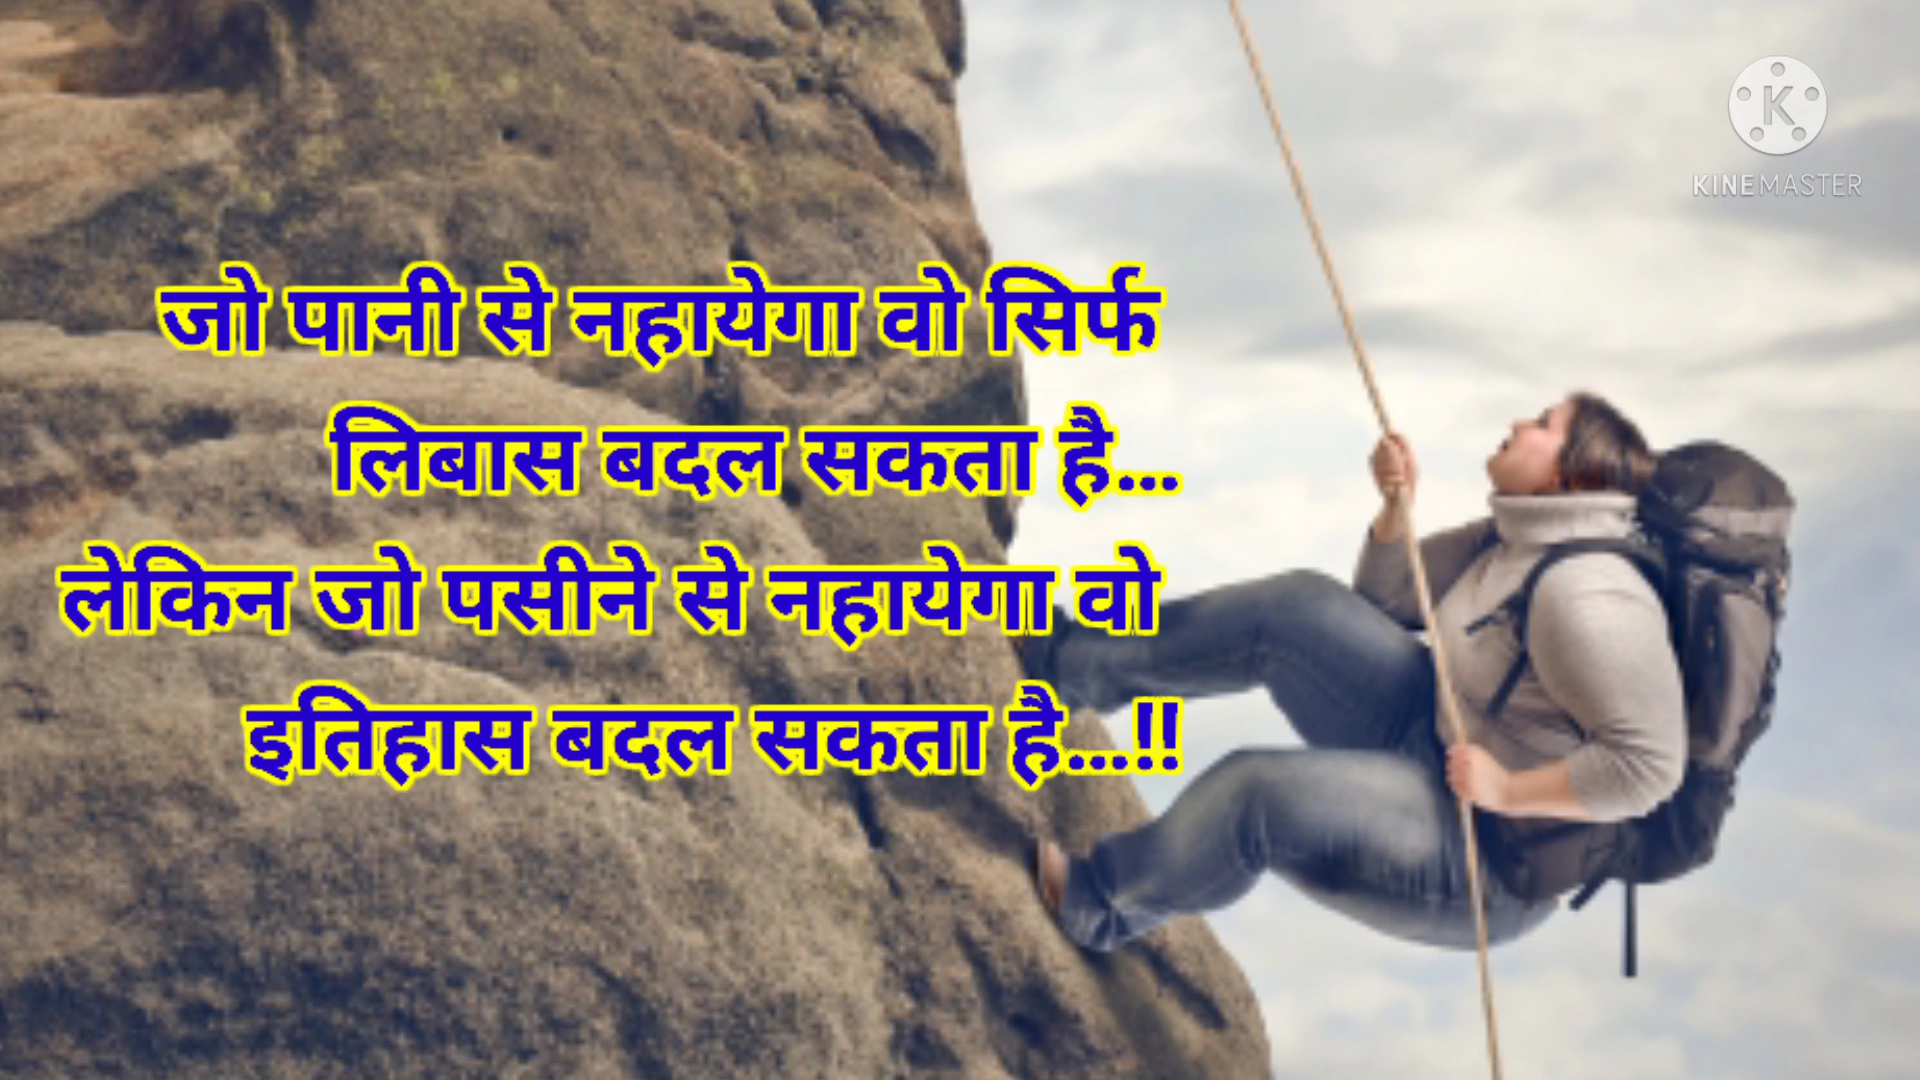 K
KINEMASTER
जो पानी से नहायेगा वो सिर्फ
लिबास बदल सकता है...
लेकिन जो पसीने से नहायेगा वो
इतिहास बदल सकता है...!!